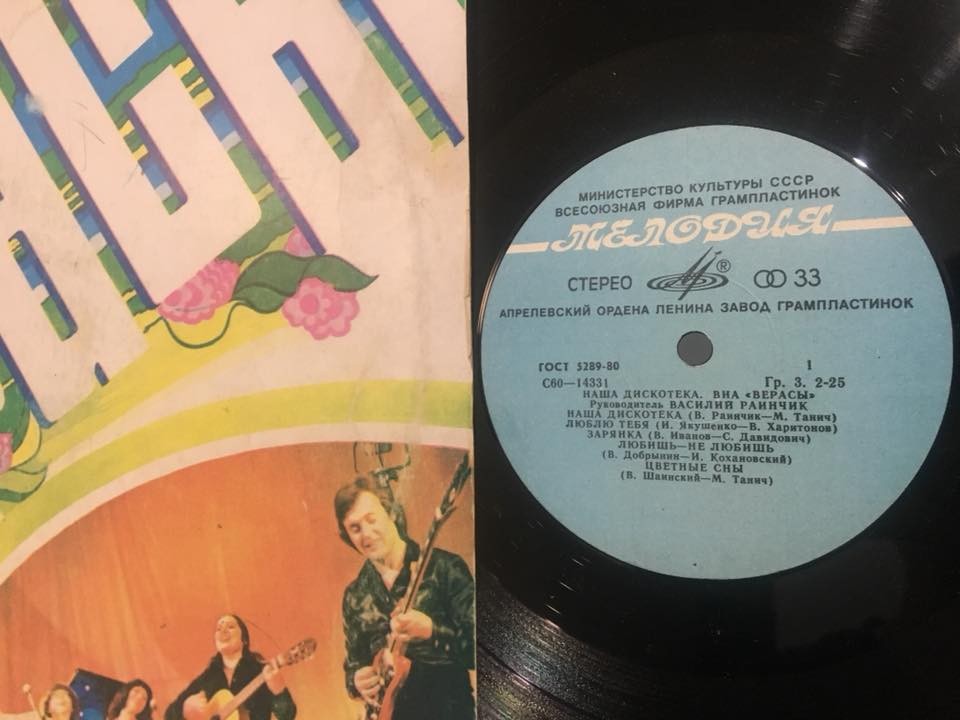 МИНИСТЕРСТВО КУЛЬТУРЫ СССР
ВСЕСОЮЗНАЯ ФИРМА ГРАМПЛАСТИНОК
МЕЛОДИЯ
СТЕРЕО ® 33
АПРЕЛЕВСКИЙ ОРДЕНА ЛЕНИНА ЗАВОД ГРАМПЛАСТИНОК
ГОСТ 5289-80 1
С60—14331 Гр. 3. 2-25
НАША ДИСКОТЕКА. ВИА «ВЕРАСЫ»
Руководитель ВАСИЛИЙ РАИНЧИК
НАША ДИСКОТЕКА (В. Раинчик—М. Танич)
ЛЮБЛЮ ТЕБЯ (И. Якушенко—В. Харитонов)
ЗАРЯНКА (В. Иванов—С. Давидович)
ЛЮБИШЬ—НЕ ЛЮБИШЬ
(В. Добрынин—И. Кохановский)
ЦВЕТНЫЕ СНЫ
(В. Шаинский—М. Танич)